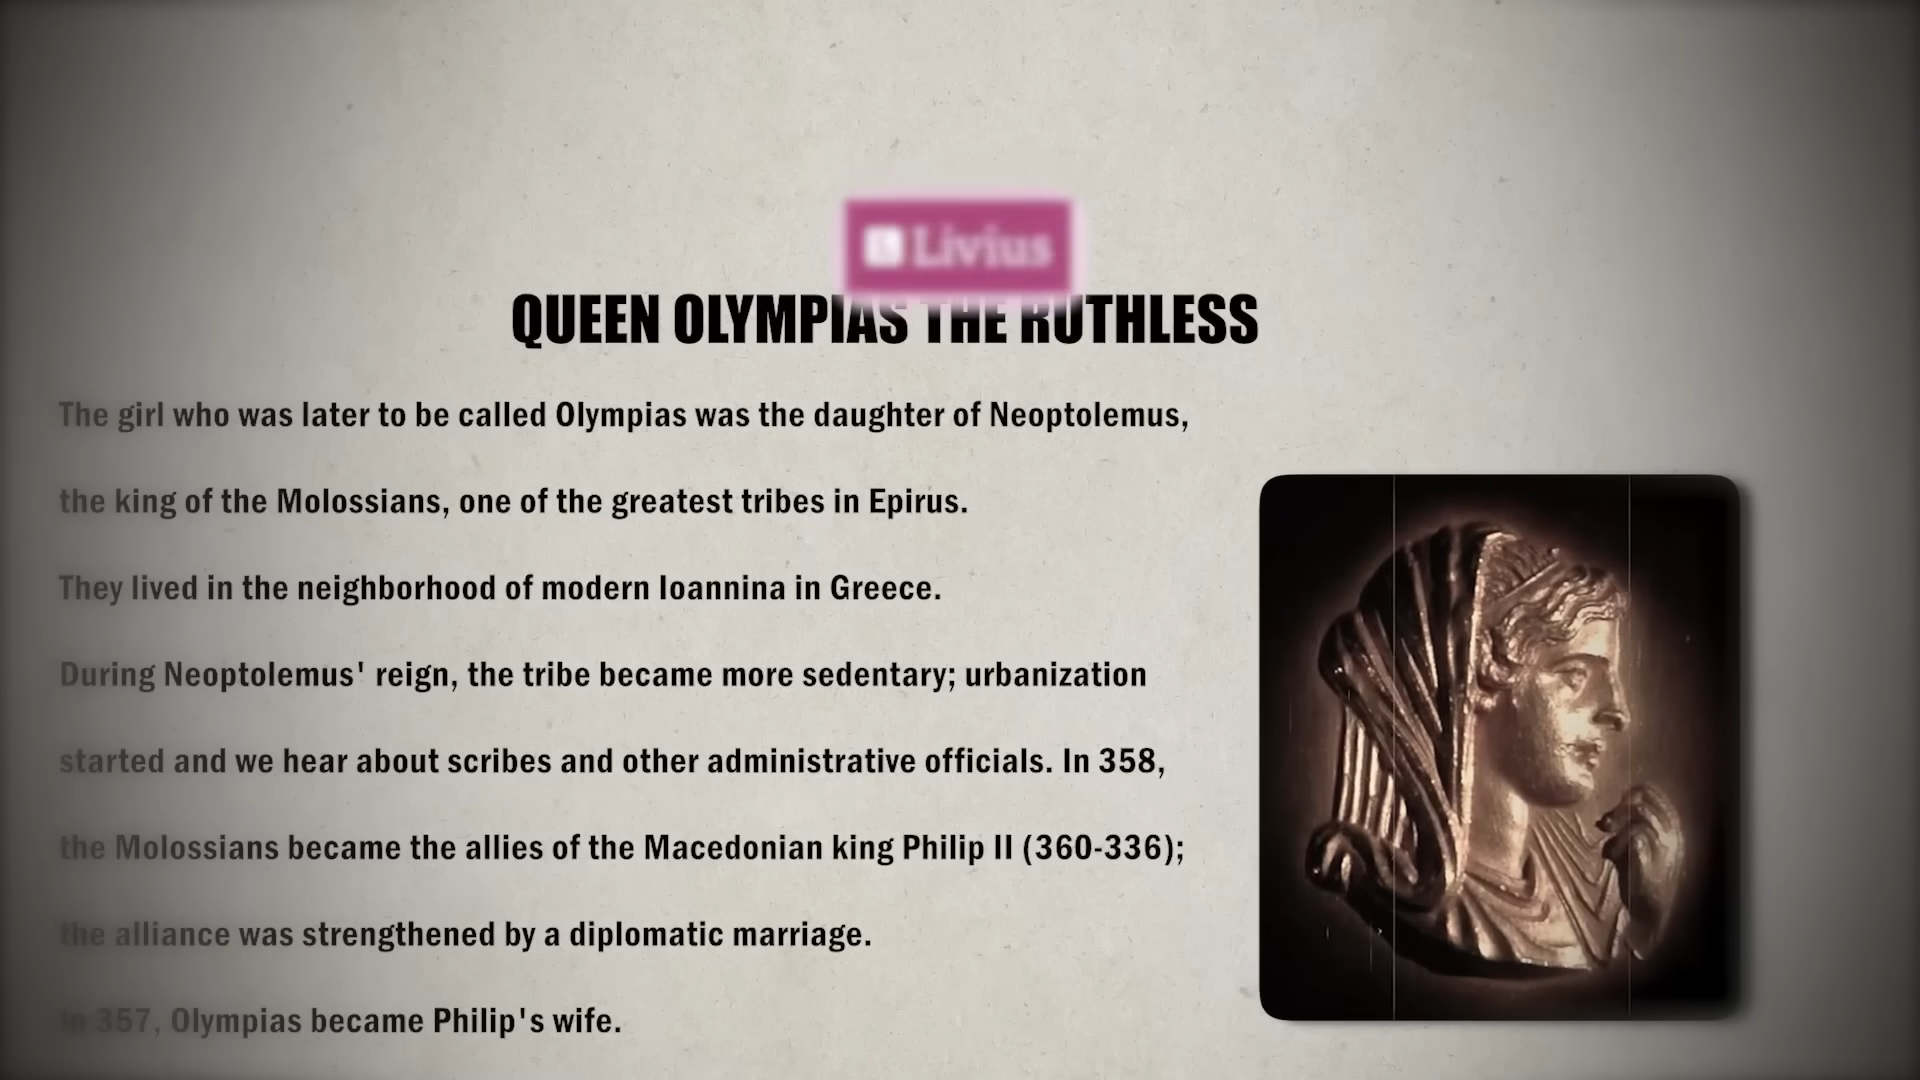 Livius
QUEEN OLYMPIAS THE RUTHLESS
The girl who was later to be called Olympias was the daughter of Neoptolemus,
the king of the Molossians, one of the greatest tribes in Epirus.
They lived in the neighborhood of modern Ioannina in Greece.
During Neoptolemus' reign, the tribe became more sedentary; urbanization
started and we hear about scribes and other administrative officials. In 358,
the Molossians became the allies of the Macedonian king Philip II (360-336);
the alliance was strengthened by a diplomatic marriage.
In 357, Olympias became Philip's wife.